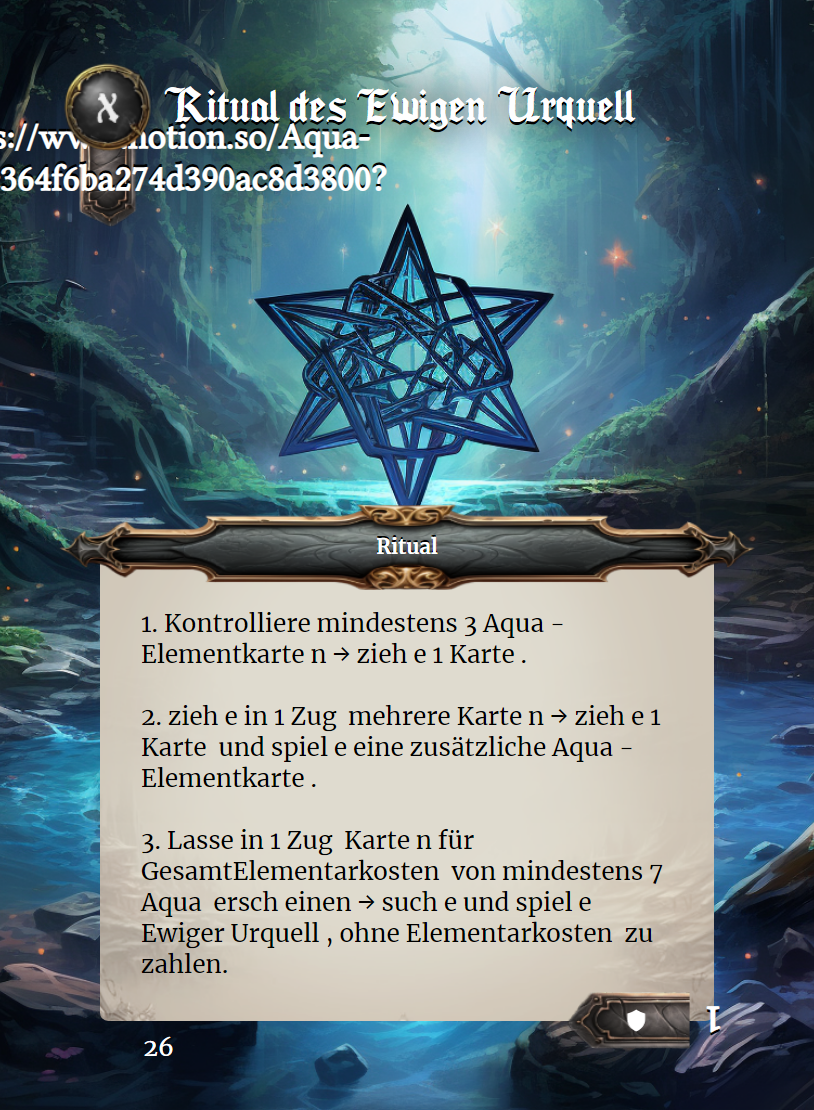 Ritual des Ewigen Urquell
s://ww notion.so/Aqua-
364f6ba274d390ac8d3800?
Ritual
1. Kontrolliere mindestens 3 Aqua -
Elementkarte n → zieh e 1 Karte .
2. zieh e in 1 Zug mehrere Karte n → zieh e 1
Karte und spiel e eine zusätzliche Aqua -
Elementkarte .
3. Lasse in 1 Zug Karte n für
GesamtElementarkosten von mindestens 7
Aqua ersch einen → such e und spiel e
Ewiger Urquell , ohne Elementarkosten zu
zahlen.
1
26